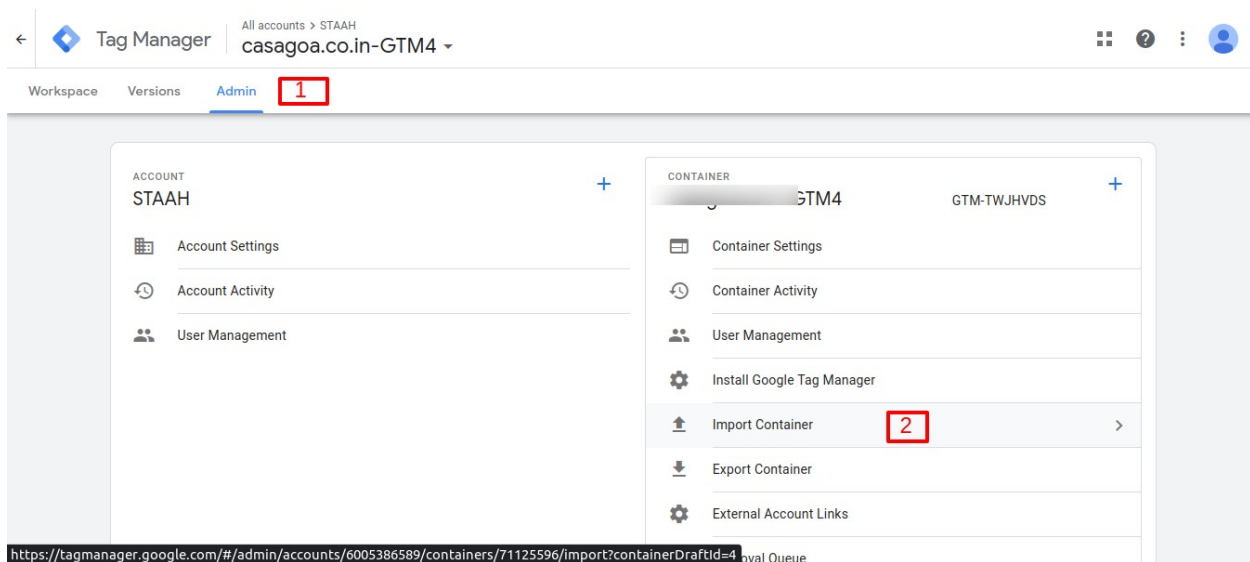 All accounts > STAAH
Tag Manager
casagoa.co.in-GTM4
Workspace Versions Admin 1
ACCOUNT
STAAH
Account Settings
Account Activity
User Management
CONTAINER
GTM4 GTM-TWJHVDS
Container Settings
Container Activity
User Management
Install Google Tag Manager
Import Container 2
Export Container
External Account Links
https://tagmanager.google.com/#/admin/accounts/6005386589/containers/71125596/import?containerDraftId=4
Queue